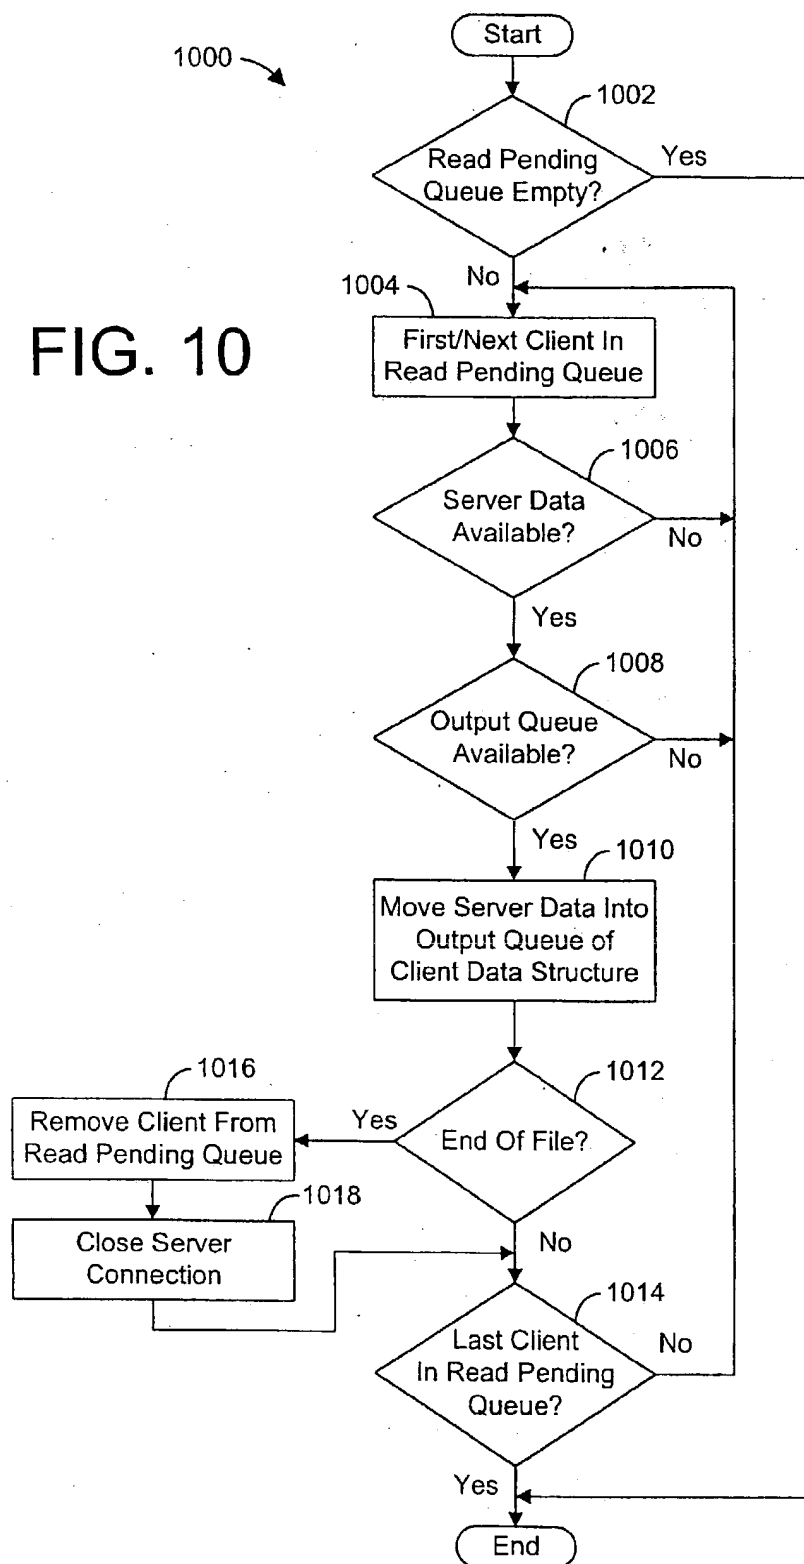 Start
1000
1002
Read Pending
Queue Empty?
Yes
No
1004
First/Next Client In
Read Pending Queue
FIG. 10
1006
Server Data
Available?
No
Yes
1008
Output Queue
Available?
No
Yes
1010
Move Server Data Into
Output Queue of
Client Data Structure
1012
End Of File?
Yes
1016
Remove Client From
Read Pending Queue
1018
Close Server
Connection
No
1014
Last Client
In Read Pending
Queue?
No
Yes
End